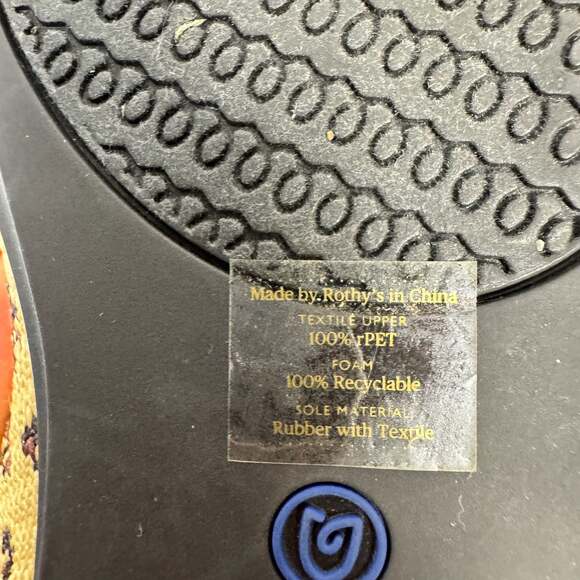 Made by Rothy's in China
TEXTILE UPPER
100% rPET
FOAM
100% Recyclable
SOLE MATERIAL
Rubber with Textile